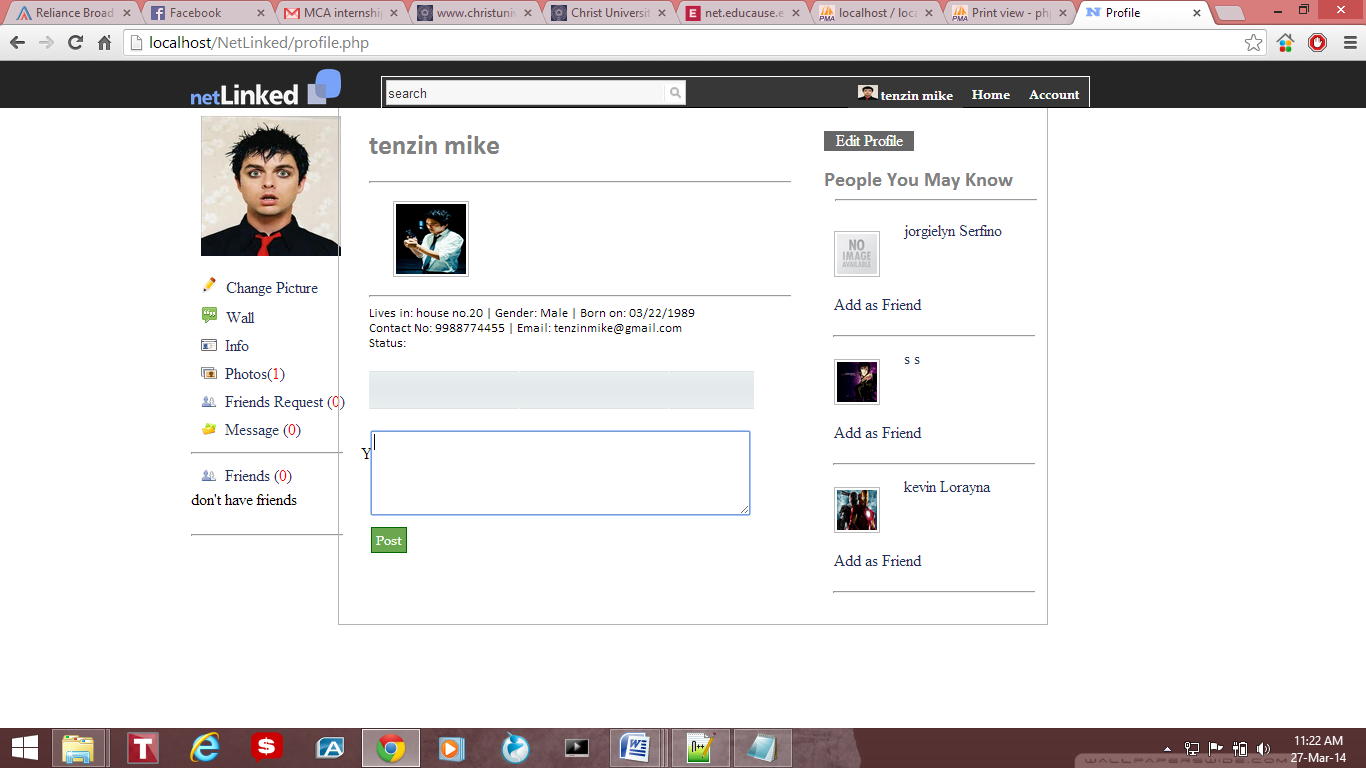 Reliance Broad
Facebook
MCA internshi
www.christuni
Christ Universit
net.educause.e
localhost / loca
Print view - ph
Profile
localhost/NetLinked/profile.php
netLinked
search
tenzin mike
Home
Account
tenzin mike
Edit Profile
People You May Know
jorgielyn Serfino
NO
IMAGE
AVAILABLE
Add as Friend
Change Picture
Wall
Info
Photos(1)
Friends Request (0)
Message (0)
Friends (0)
don't have friends
Lives in: house no.20 | Gender: Male | Born on: 03/22/1989
Contact No: 9988774455 | Email: tenzinmike@gmail.com
Status:
Y
Post
s s
Add as Friend
kevin Lorayna
Add as Friend
11:22 AM
27-Mar-14
WALLPAPERSWIDE.COM